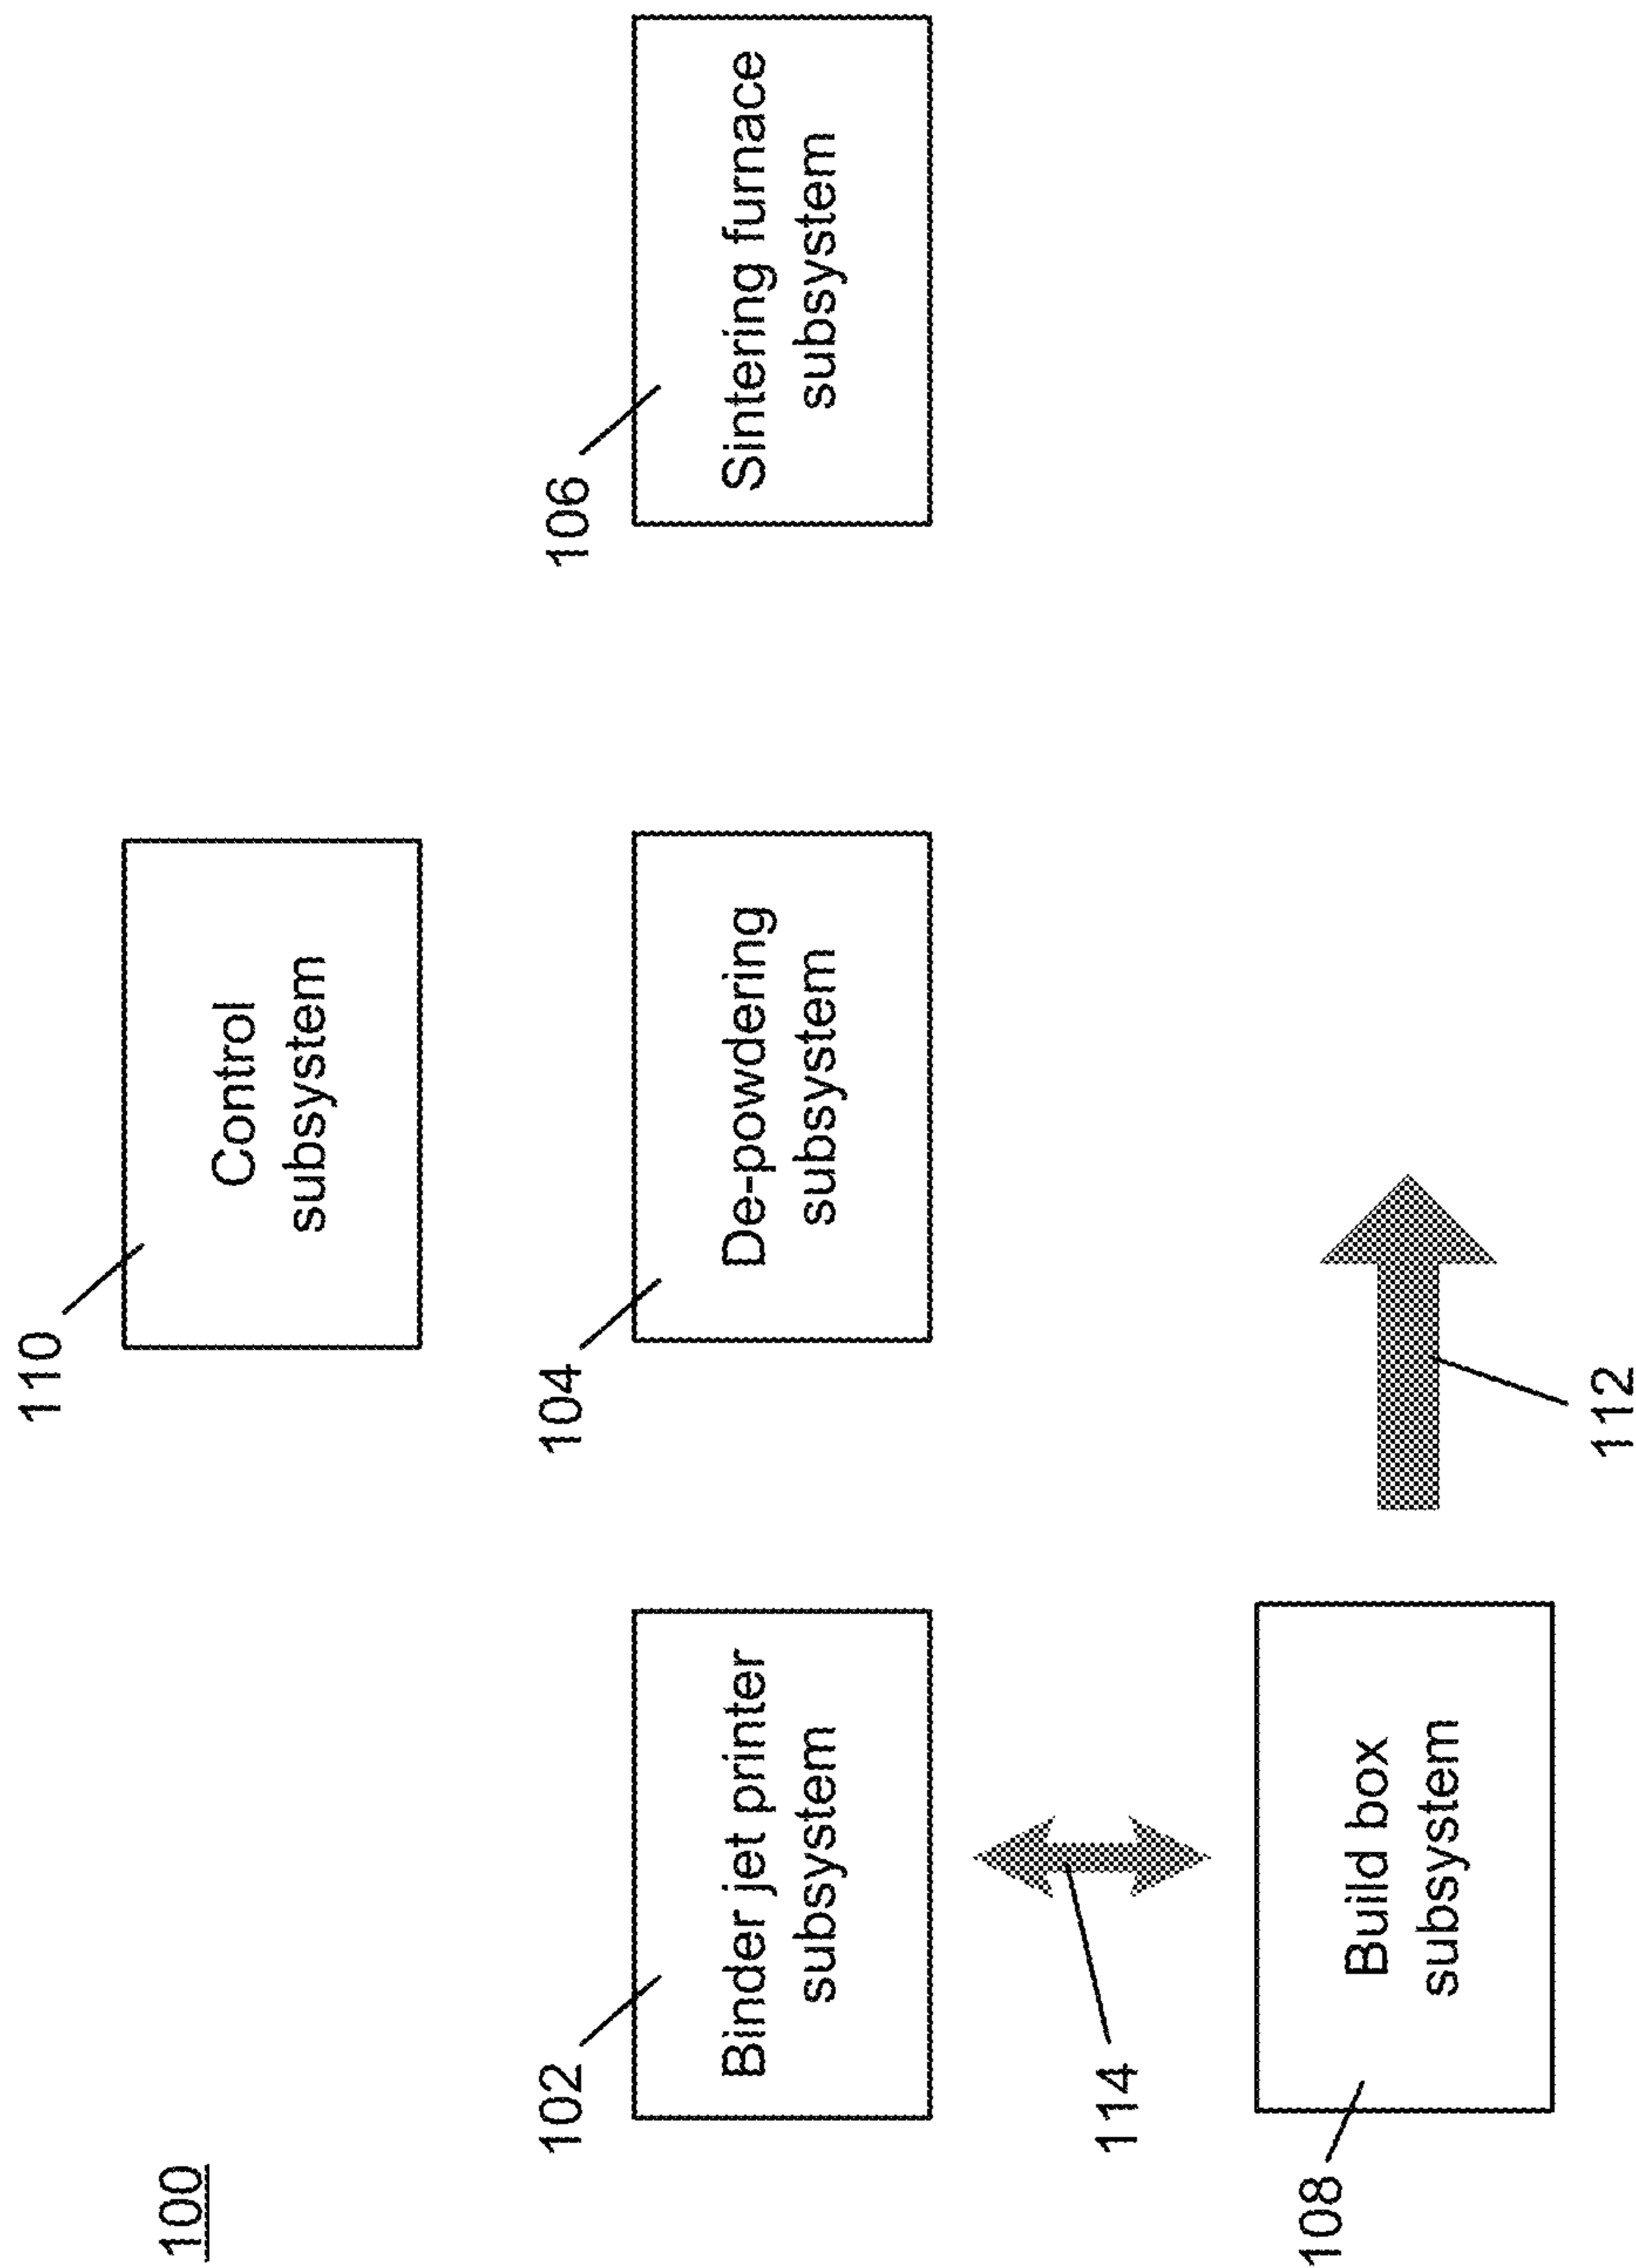 100
110
Control
subsystem
102
Binder jet printer
subsystem
104
De-powdering
subsystem
106
Sintering furnace
subsystem
114
108
Build box
subsystem
112